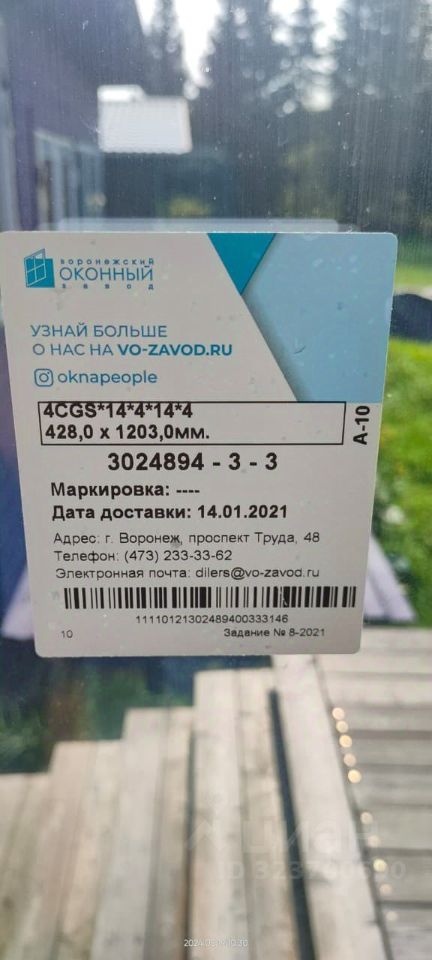 воронежский
ОКОННЫЙ
завод
УЗНАЙ БОЛЬШЕ
О НАС НА VO-ZAVOD.RU
oknapeople
4CGS*14*4*14*4
428,0 x 1203,0мм.
A-10
3024894 - 3 - 3
Маркировка: ----
Дата доставки: 14.01.2021
Адрес: г. Воронеж, проспект Труда, 48
Телефон: (473) 233-33-62
Электронная почта: dilers@vo-zavod.ru
11110121302489400333146
10 Задание № 8-2021
циан